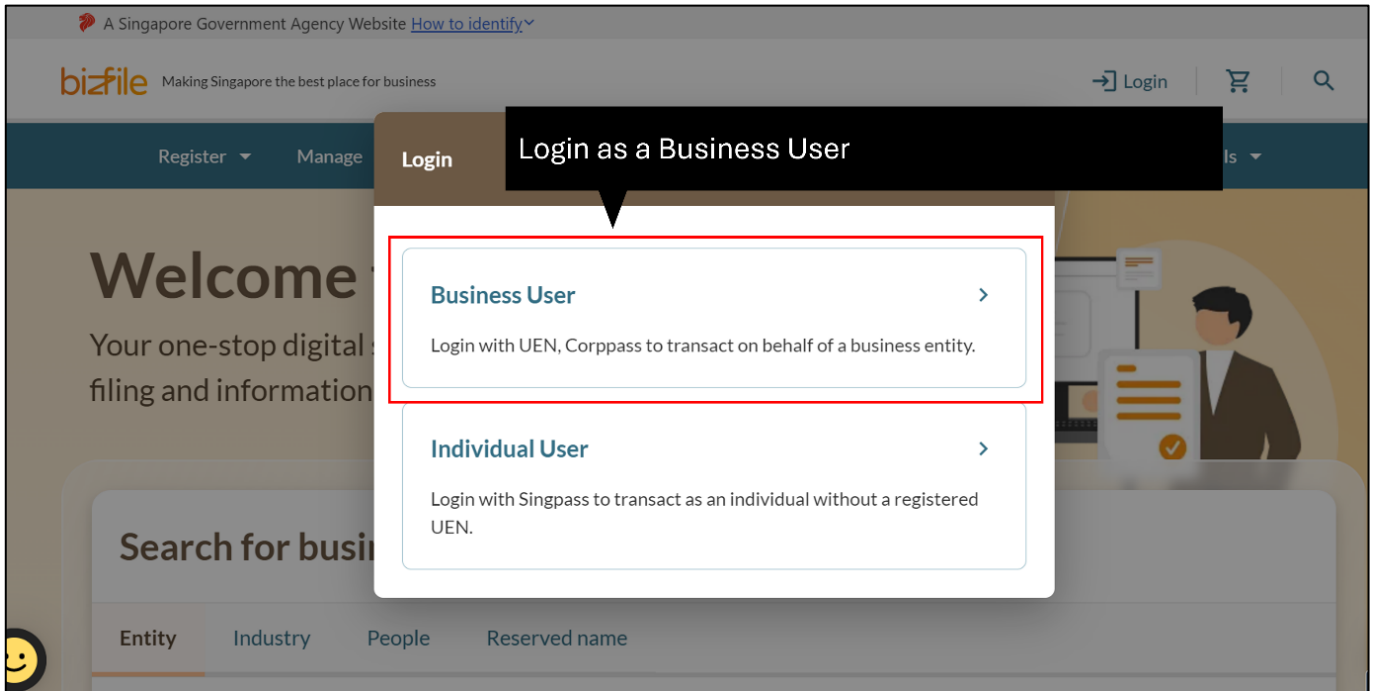 A Singapore Government Agency Website How to identify
bizfile Making Singapore the best place for business
Login
Register
Manage
ls
Login
Login as a Business User
Welcome
Your one-stop digital
filing and information
Business User
Login with UEN, Corppass to transact on behalf of a business entity.
Individual User
Login with Singpass to transact as an individual without a registered
UEN.
Search for busi
Entity
Industry
People
Reserved name